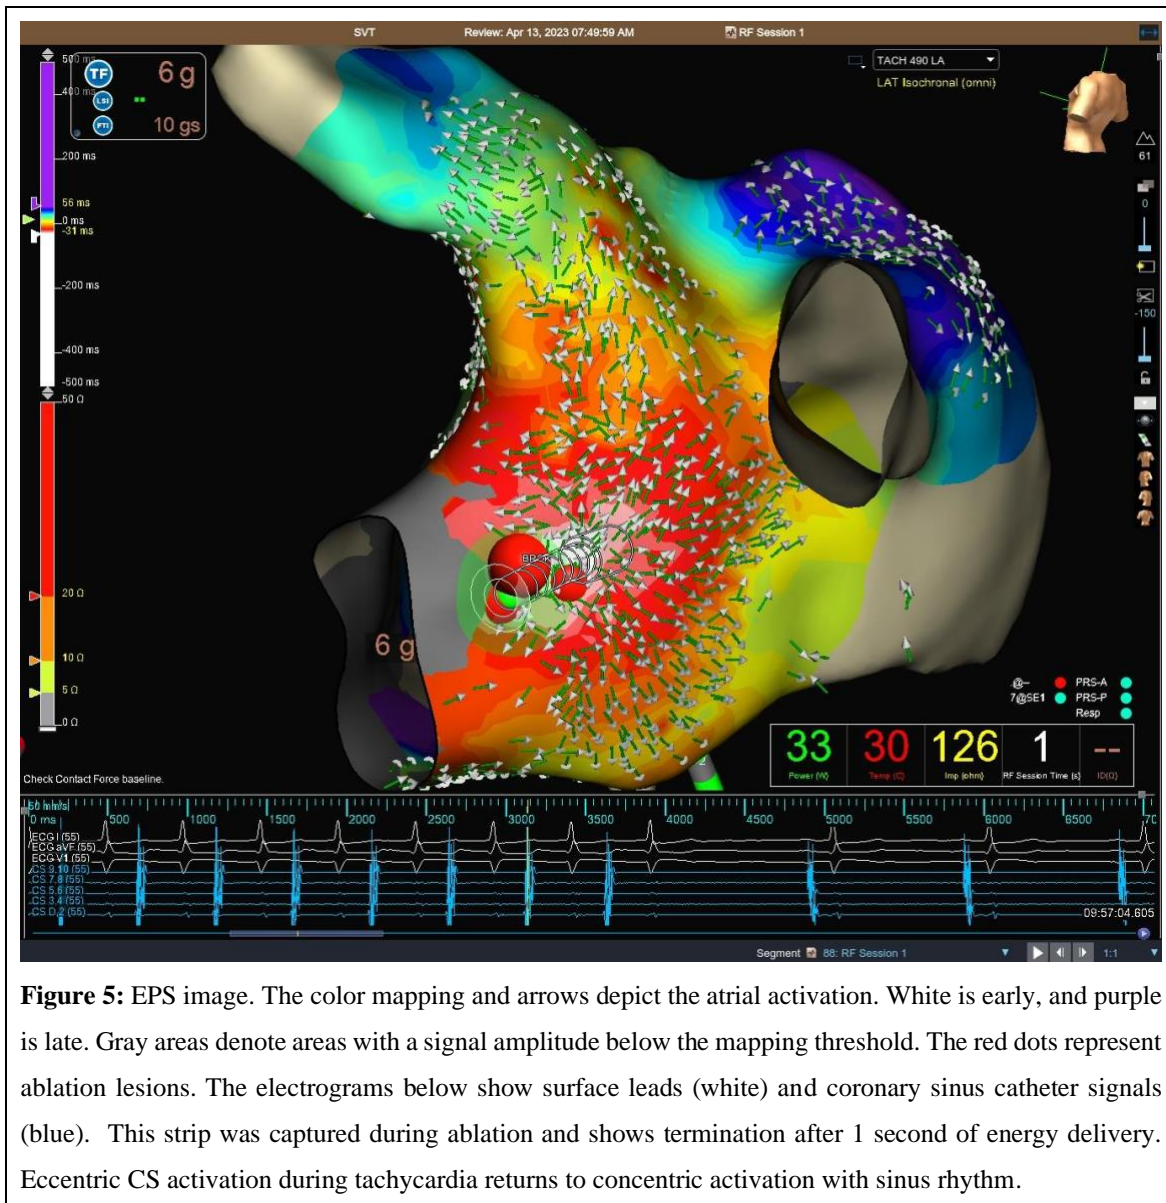 SVT Review: Apr 13, 2023 07:49:59 AM RF Session 1
500 ms
TF 6 g
400 ms
LSI
FTI 10 gs
TACH 490 LA
LAT Isochronal (omni)
61
0
-150
200 ms
56 ms
0 ms
-31 ms
-200 ms
-400 ms
-500 ms
50 Ω
20 Ω
10 Ω
5 Ω
0 Ω
6 g
@-- PRS-A
7@SE1 PRS-P
Resp
33 30 126 1 --
Power (W) Temp (C) Imp (ohm) RF Session Time (s) ID(Ω)
Check Contact Force baseline.
50 mm/s
0 ms 500 1000 1500 2000 2500 3000 3500 4000 4500 5000 5500 6000 6500 70
ECG I (55)
ECG aVF (55)
ECG V1 (55)
CS 9,10 (55)
CS 7,8 (55)
CS 5,6 (55)
CS 3,4 (55)
CS D,2 (55)
09:57:04.605
Segment 88: RF Session 1 1:1
Figure 5: EPS image. The color mapping and arrows depict the atrial activation. White is early, and purple
is late. Gray areas denote areas with a signal amplitude below the mapping threshold. The red dots represent
ablation lesions. The electrograms below show surface leads (white) and coronary sinus catheter signals
(blue). This strip was captured during ablation and shows termination after 1 second of energy delivery.
Eccentric CS activation during tachycardia returns to concentric activation with sinus rhythm.